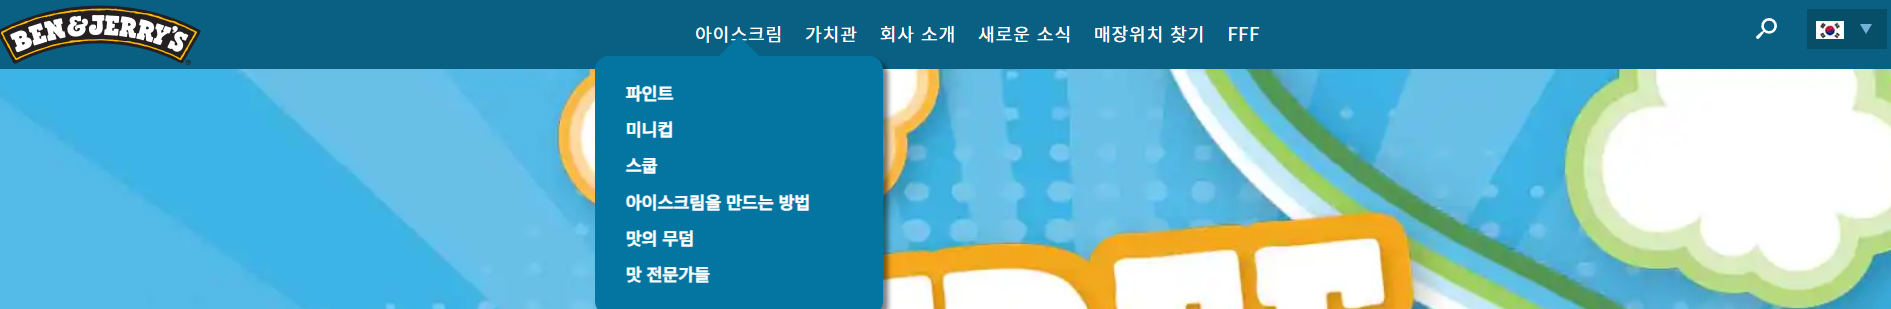 BEN & JERRY'S
아이스크림 가치관 회사 소개 새로운 소식 매장위치 찾기 FFF
파인트
미니컵
스쿱
아이스크림을 만드는 방법
맛의 무덤
맛 전문가들